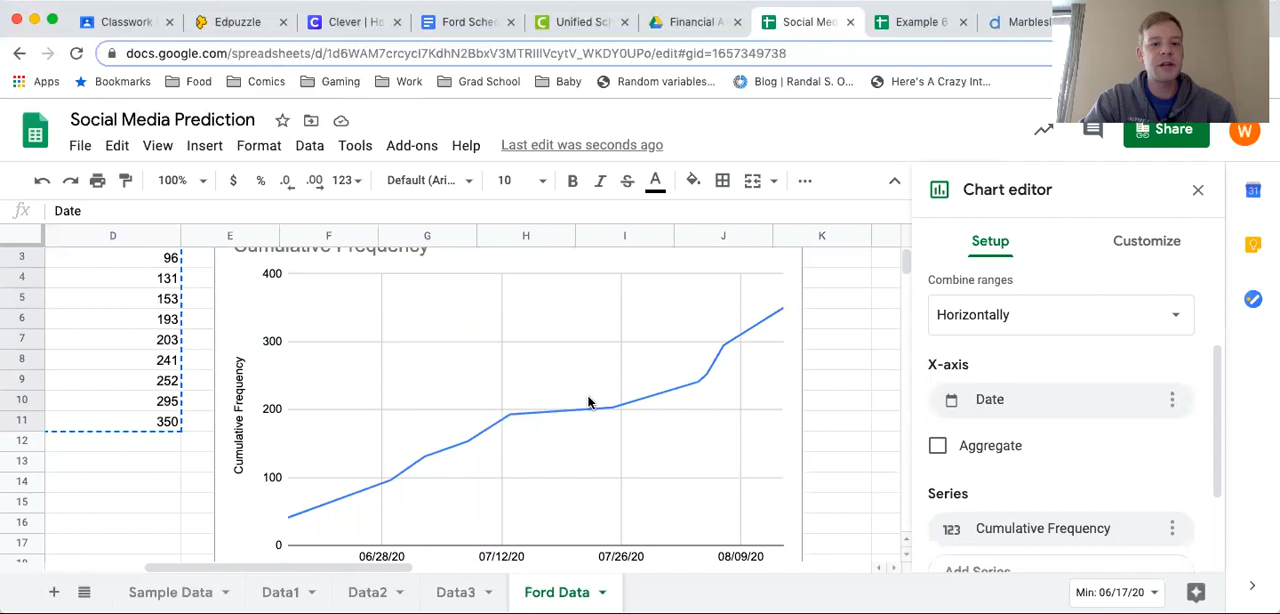 Classwork
Edpuzzle
Clever | Ho
Ford Sched
Unified Sch
Financial A
Social Med
Example 6
Marblesl
docs.google.com/spreadsheets/d/1d6WAM7crcycI7KdhN2BbxV3MTRIIlVcytV_WKDY0UPo/edit#gid=1657349738
Apps Bookmarks Food Comics Gaming Work Grad School Baby Random variables... Blog | Randal S. O... Here's A Crazy Int...
Social Media Prediction
File Edit View Insert Format Data Tools Add-ons Help Last edit was seconds ago
Share
W
100% $ % .0 .00 123 Default (Ari... 10 B I S A
fx Date
D E F G H I J K
3 96
4 131
5 153
6 193
7 203
8 241
9 252
10 295
11 350
12
13
14
15
16
17
Cumulative Frequency
Cumulative Frequency
400
300
200
100
0
06/28/20 07/12/20 07/26/20 08/09/20
Chart editor
Setup Customize
Combine ranges
Horizontally
X-axis
Date
Aggregate
Series
123 Cumulative Frequency
Add Series
31
Sample Data Data1 Data2 Data3 Ford Data
Min: 06/17/20